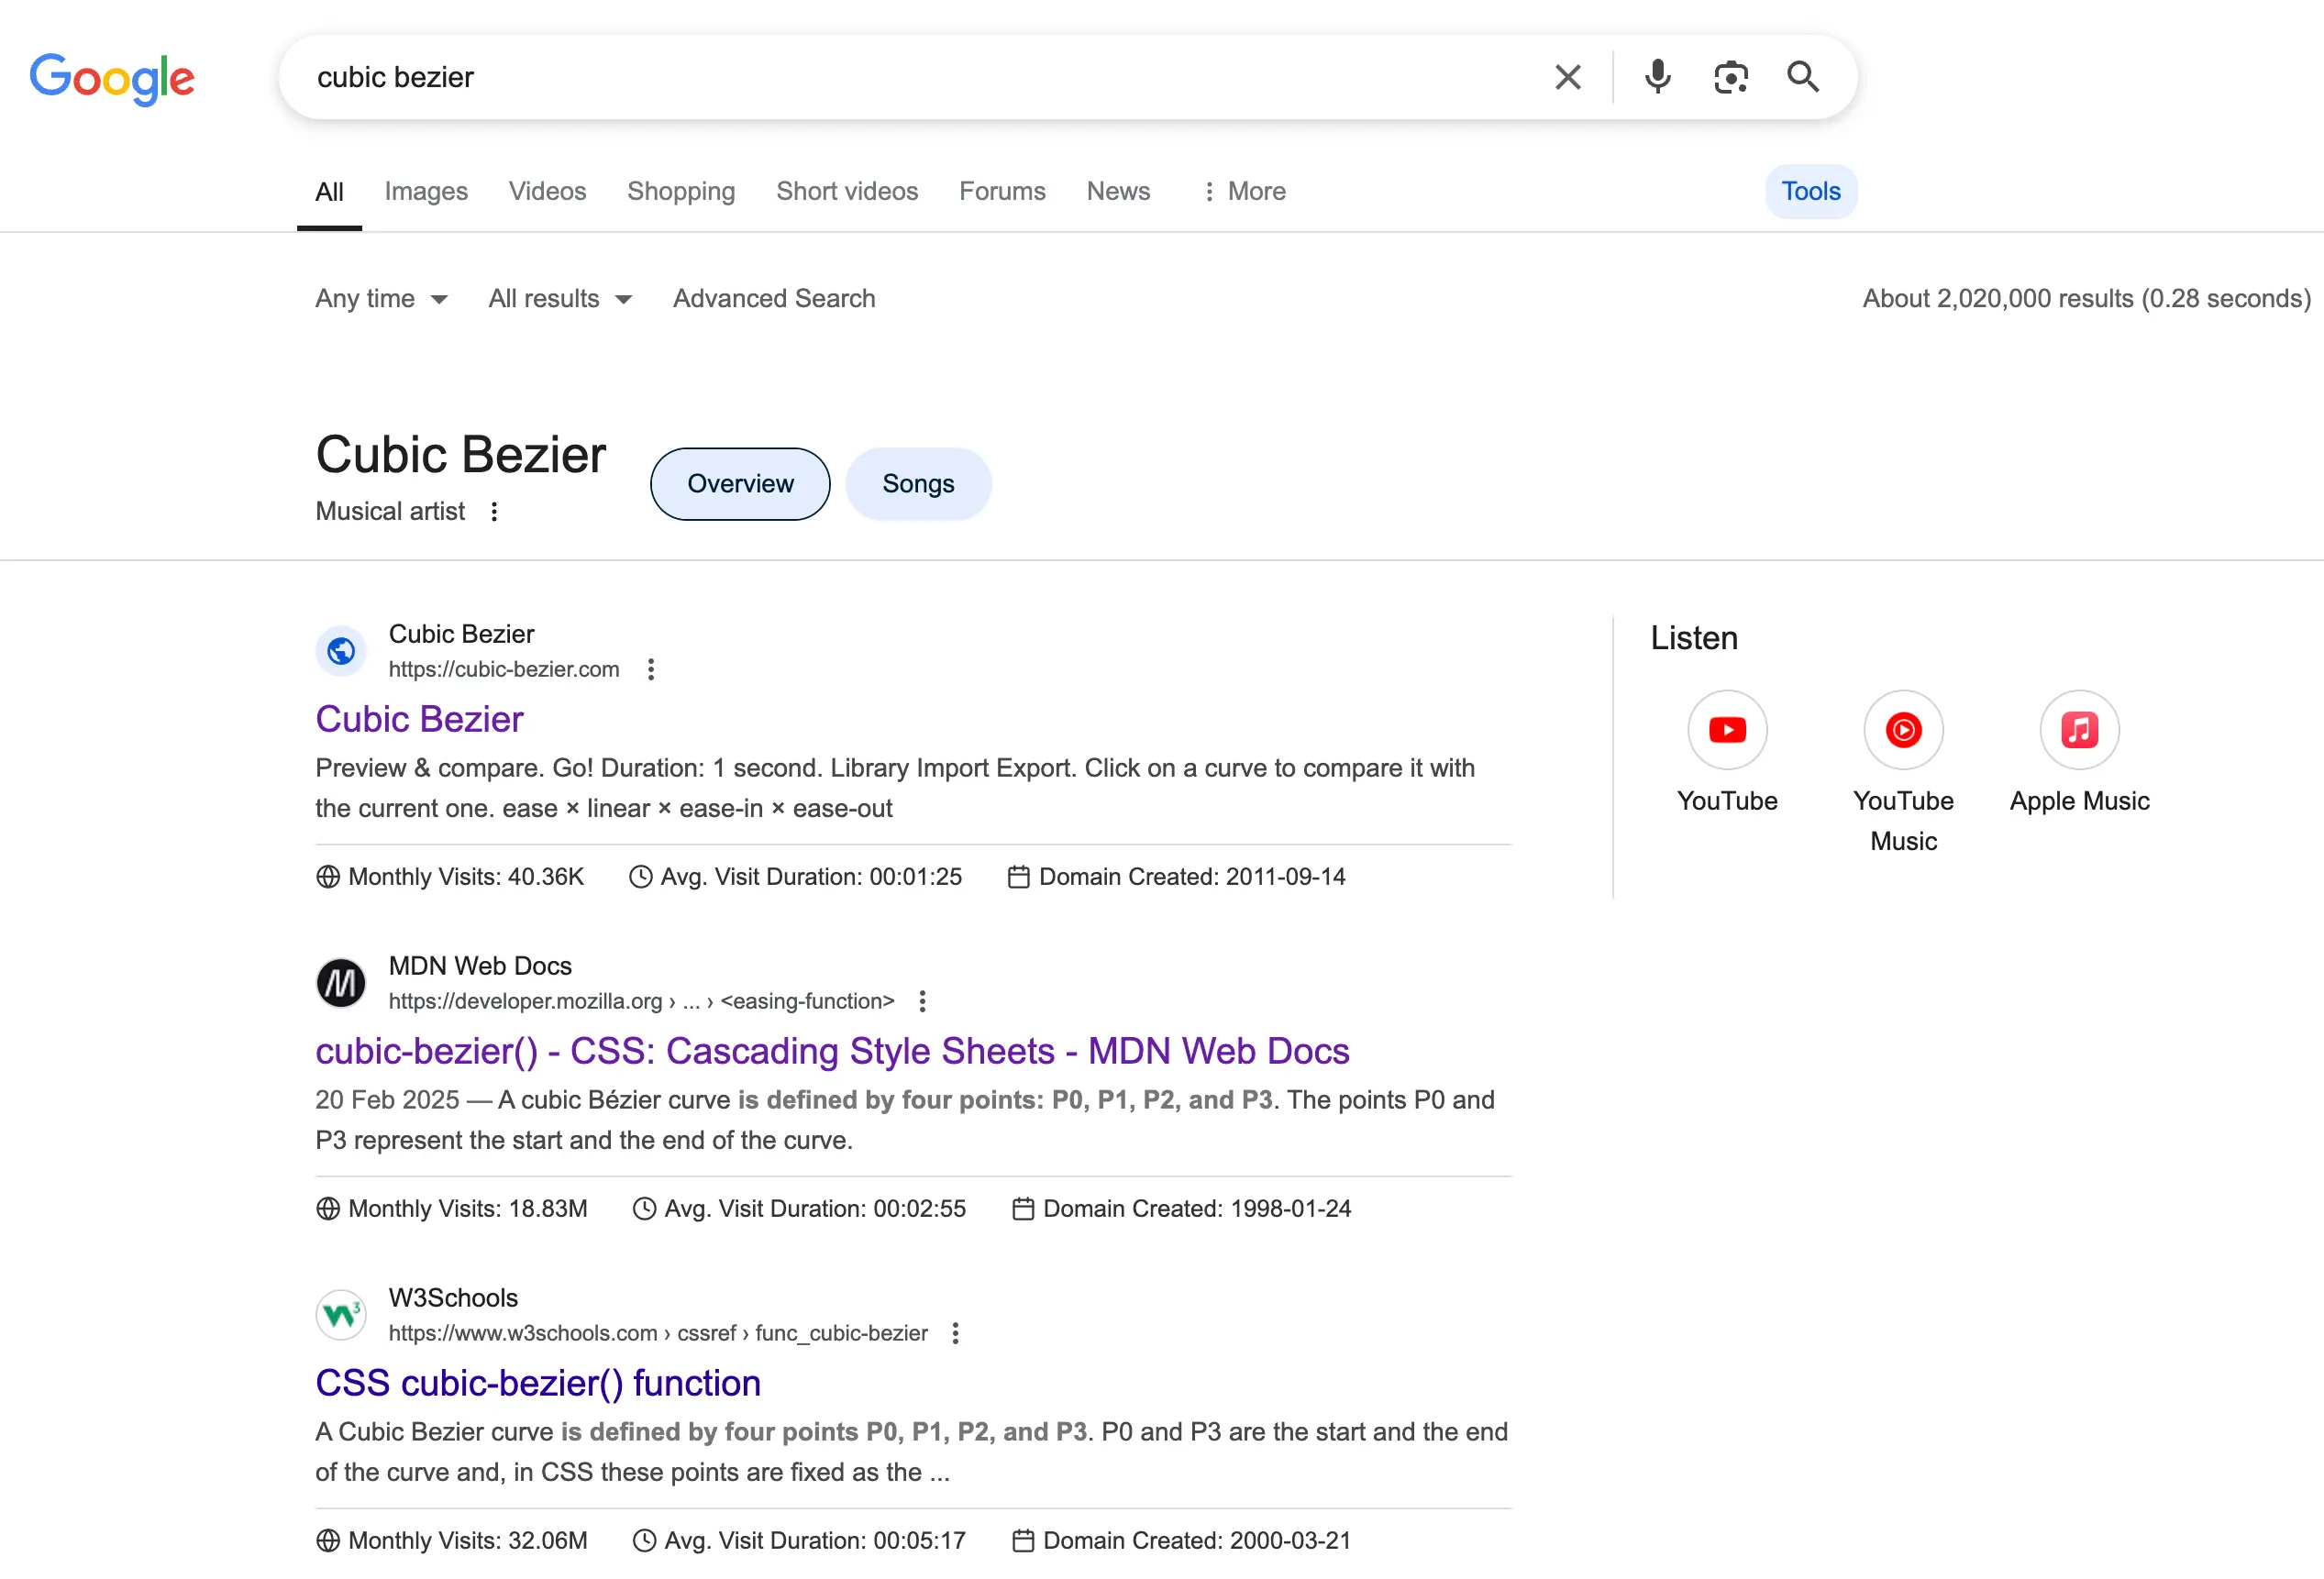 Google
cubic bezier
All Images Videos Shopping Short videos Forums News More Tools
Any time All results Advanced Search About 2,020,000 results (0.28 seconds)
Cubic Bezier
Musical artist
Overview Songs
Cubic Bezier
https://cubic-bezier.com
Cubic Bezier
Preview & compare. Go! Duration: 1 second. Library Import Export. Click on a curve to compare it with
the current one. ease × linear × ease-in × ease-out
Monthly Visits: 40.36K Avg. Visit Duration: 00:01:25 Domain Created: 2011-09-14
MDN Web Docs
https://developer.mozilla.org › ... › <easing-function>
cubic-bezier() - CSS: Cascading Style Sheets - MDN Web Docs
20 Feb 2025 — A cubic Bézier curve is defined by four points: P0, P1, P2, and P3. The points P0 and
P3 represent the start and the end of the curve.
Monthly Visits: 18.83M Avg. Visit Duration: 00:02:55 Domain Created: 1998-01-24
W3Schools
https://www.w3schools.com › cssref › func_cubic-bezier
CSS cubic-bezier() function
A Cubic Bezier curve is defined by four points P0, P1, P2, and P3. P0 and P3 are the start and the end
of the curve and, in CSS these points are fixed as the ...
Monthly Visits: 32.06M Avg. Visit Duration: 00:05:17 Domain Created: 2000-03-21
Listen
YouTube
YouTube
Music
Apple Music